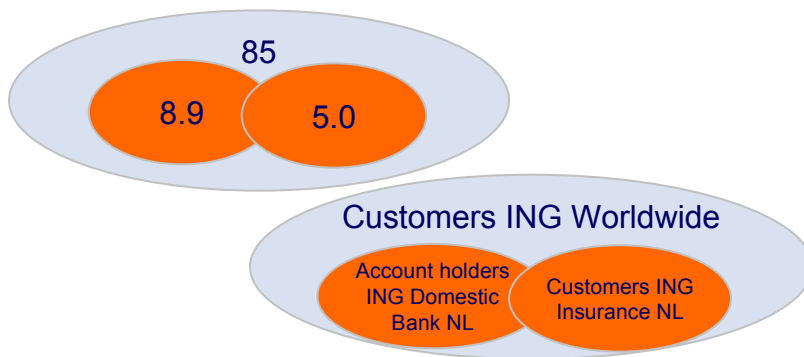 85
8.9
5.0
Customers ING Worldwide
Account holders
ING Domestic
Bank NL
Customers ING
Insurance NL